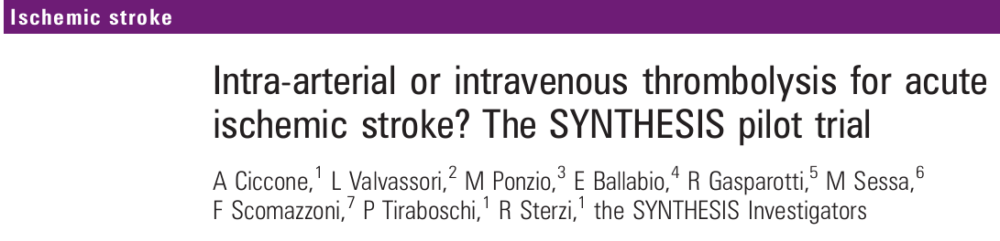 Ischemic stroke
Intra-arterial or intravenous thrombolysis for acute
ischemic stroke? The SYNTHESIS pilot trial
A Ciccone,1 L Valvassori,2 M Ponzio,3 E Ballabio,4 R Gasparotti,5 M Sessa,6
F Scomazzoni,7 P Tiraboschi,1 R Sterzi,1 the SYNTHESIS Investigators